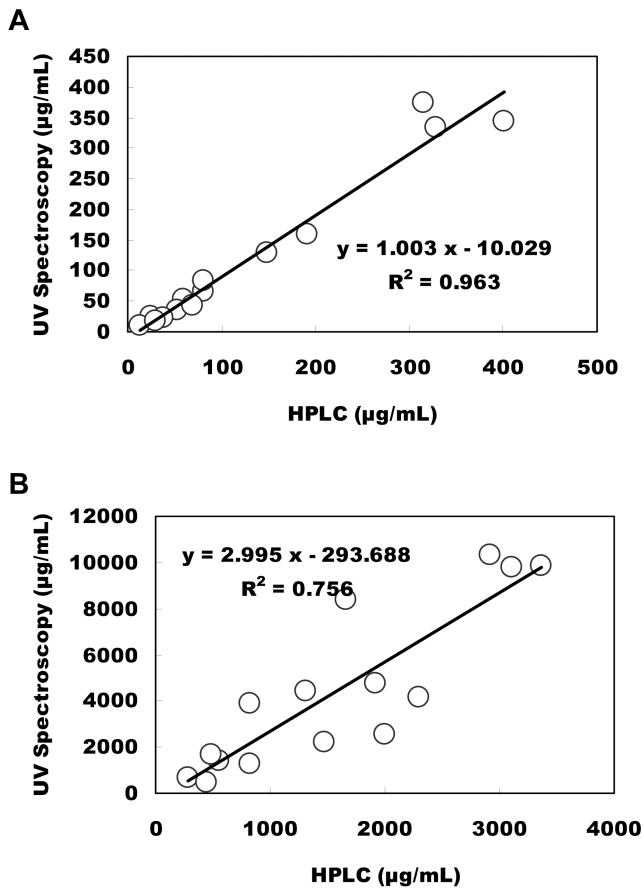 A
450
400
350
300
250
200
150
100
50
0
UV Spectroscopy (µg/mL)
y = 1.003 x - 10.029
R² = 0.963
0 100 200 300 400 500
HPLC (µg/mL)
B
12000
10000
8000
6000
4000
2000
0
UV Spectroscopy (µg/mL)
y = 2.995 x - 293.688
R² = 0.756
0 1000 2000 3000 4000
HPLC (µg/mL)